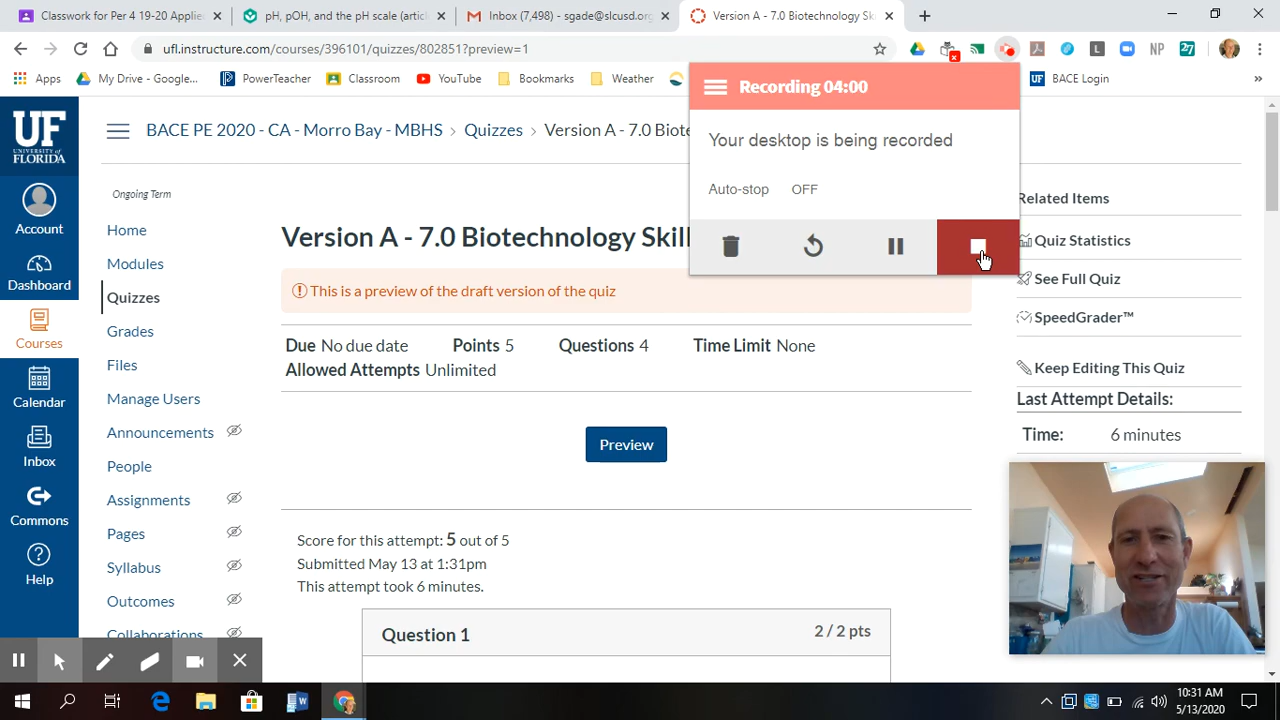 Classwork for Per 4 19-20 Applie
pH, pOH, and the pH scale (artic
Inbox (7,498) - sgade@slcusd.org
Version A - 7.0 Biotechnology Sk
ufl.instructure.com/courses/396101/quizzes/802851?preview=1
Apps
My Drive - Google...
PowerTeacher
Classroom
YouTube
Bookmarks
Weather
BACE Login
»
L
NP
27
UF
Recording 04:00
Your desktop is being recorded
Auto-stop OFF
UF
UNIVERSITY of
FLORIDA
Account
Dashboard
Courses
Calendar
Inbox
Commons
Help
BACE PE 2020 - CA - Morro Bay - MBHS > Quizzes > Version A - 7.0 Biote
Ongoing Term
Home
Modules
Quizzes
Grades
Files
Manage Users
Announcements
People
Assignments
Pages
Syllabus
Outcomes
Collaborations
Version A - 7.0 Biotechnology Skil
This is a preview of the draft version of the quiz
Due No due date Points 5 Questions 4 Time Limit None
Allowed Attempts Unlimited
Preview
Score for this attempt: 5 out of 5
Submitted May 13 at 1:31pm
This attempt took 6 minutes.
Question 1 2 / 2 pts
Related Items
Quiz Statistics
See Full Quiz
SpeedGrader™
Keep Editing This Quiz
Last Attempt Details:
Time: 6 minutes
10:31 AM
5/13/2020